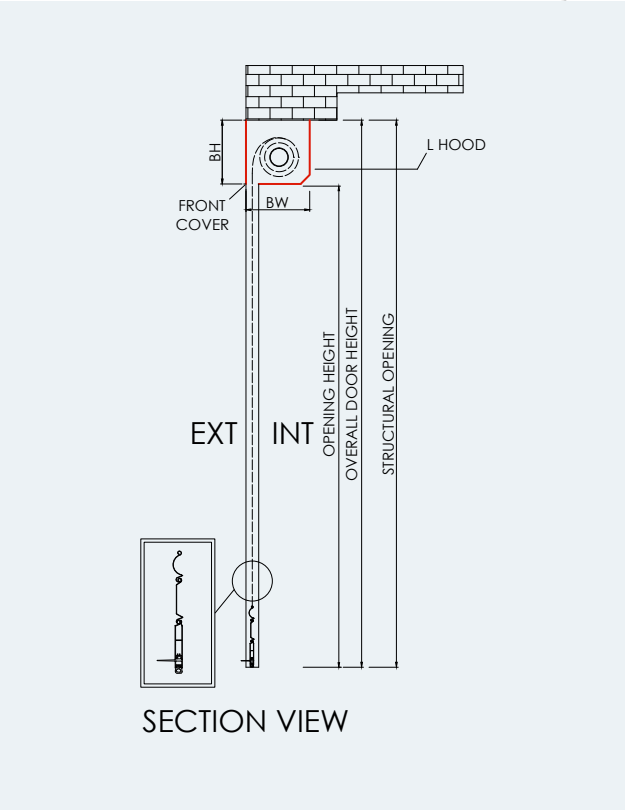 L HOOD
BH
FRONT
COVER
BW
OPENING HEIGHT
OVERALL DOOR HEIGHT
STRUCTURAL OPENING
EXT
INT
SECTION VIEW